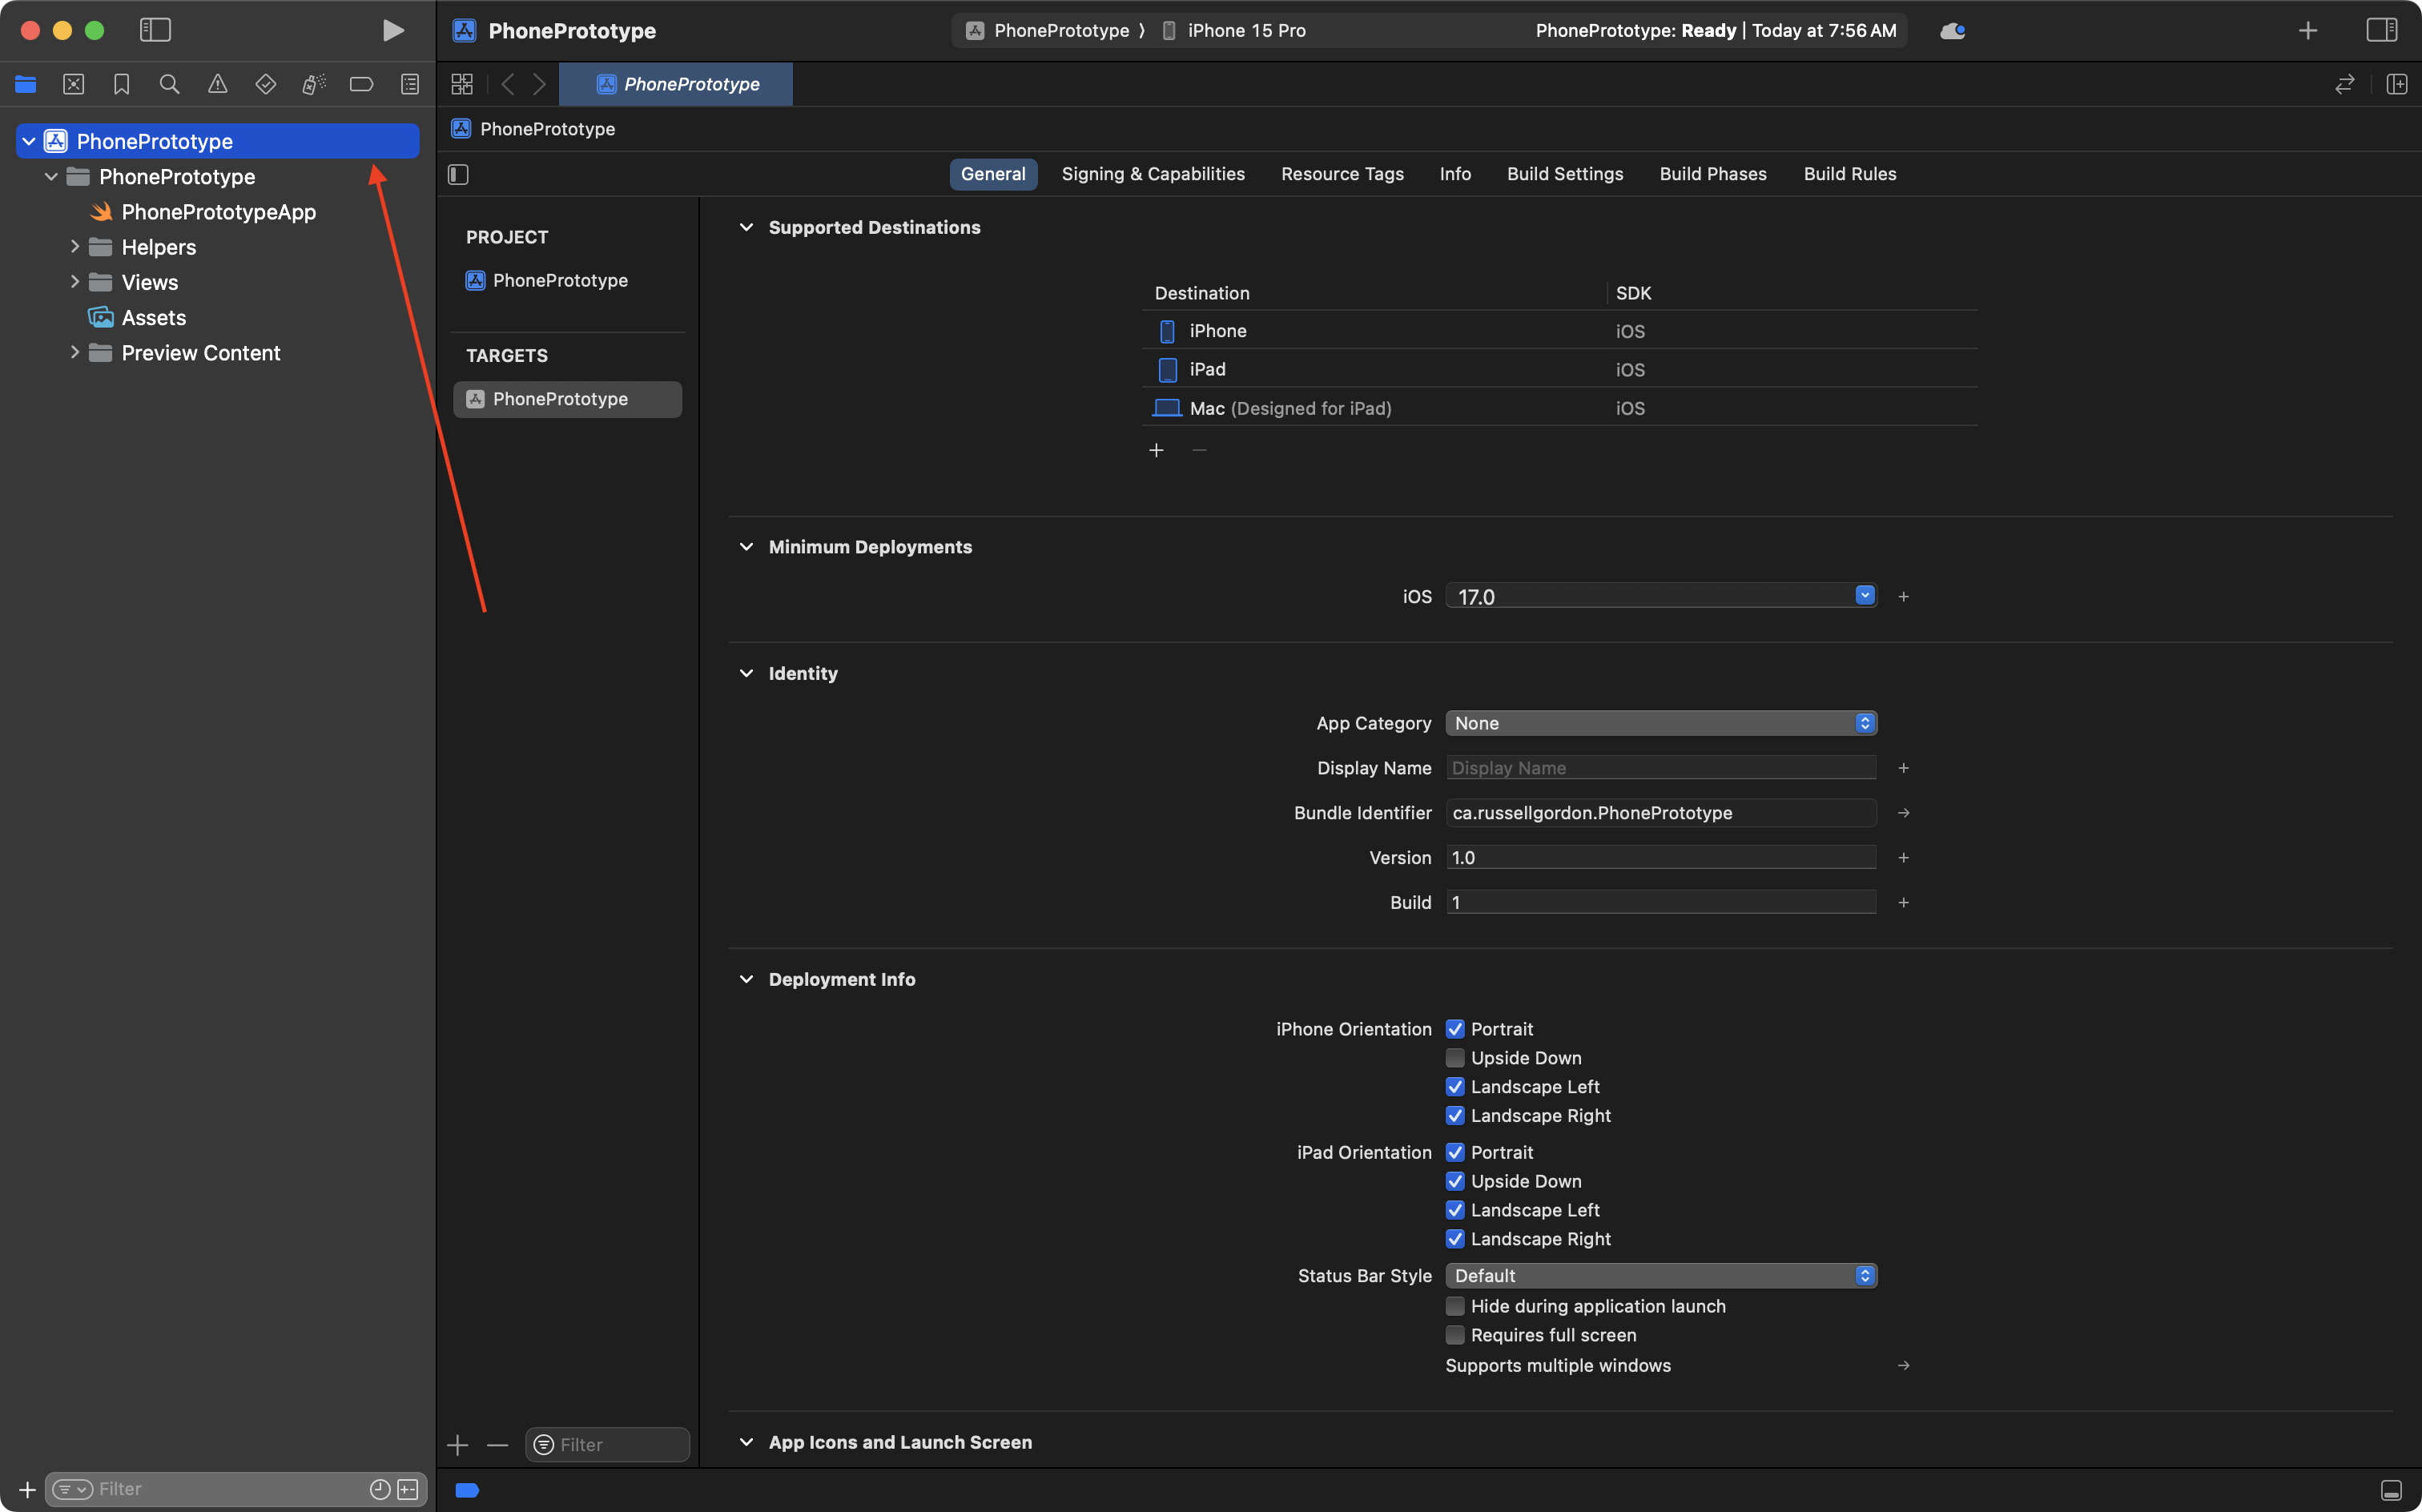 PhonePrototype
PhonePrototype ⟩ iPhone 15 Pro
PhonePrototype: Ready | Today at 7:56 AM
PhonePrototype
PhonePrototype
PhonePrototype
PhonePrototype
PhonePrototypeApp
Helpers
Views
Assets
Preview Content
Filter
General
Signing & Capabilities
Resource Tags
Info
Build Settings
Build Phases
Build Rules
PROJECT
PhonePrototype
TARGETS
PhonePrototype
Filter
Supported Destinations
Destination SDK
iPhone iOS
iPad iOS
Mac (Designed for iPad) iOS
Minimum Deployments
iOS 17.0
Identity
App Category None
Display Name Display Name
Bundle Identifier ca.russellgordon.PhonePrototype
Version 1.0
Build 1
Deployment Info
iPhone Orientation Portrait
Upside Down
Landscape Left
Landscape Right
iPad Orientation Portrait
Upside Down
Landscape Left
Landscape Right
Status Bar Style Default
Hide during application launch
Requires full screen
Supports multiple windows
App Icons and Launch Screen